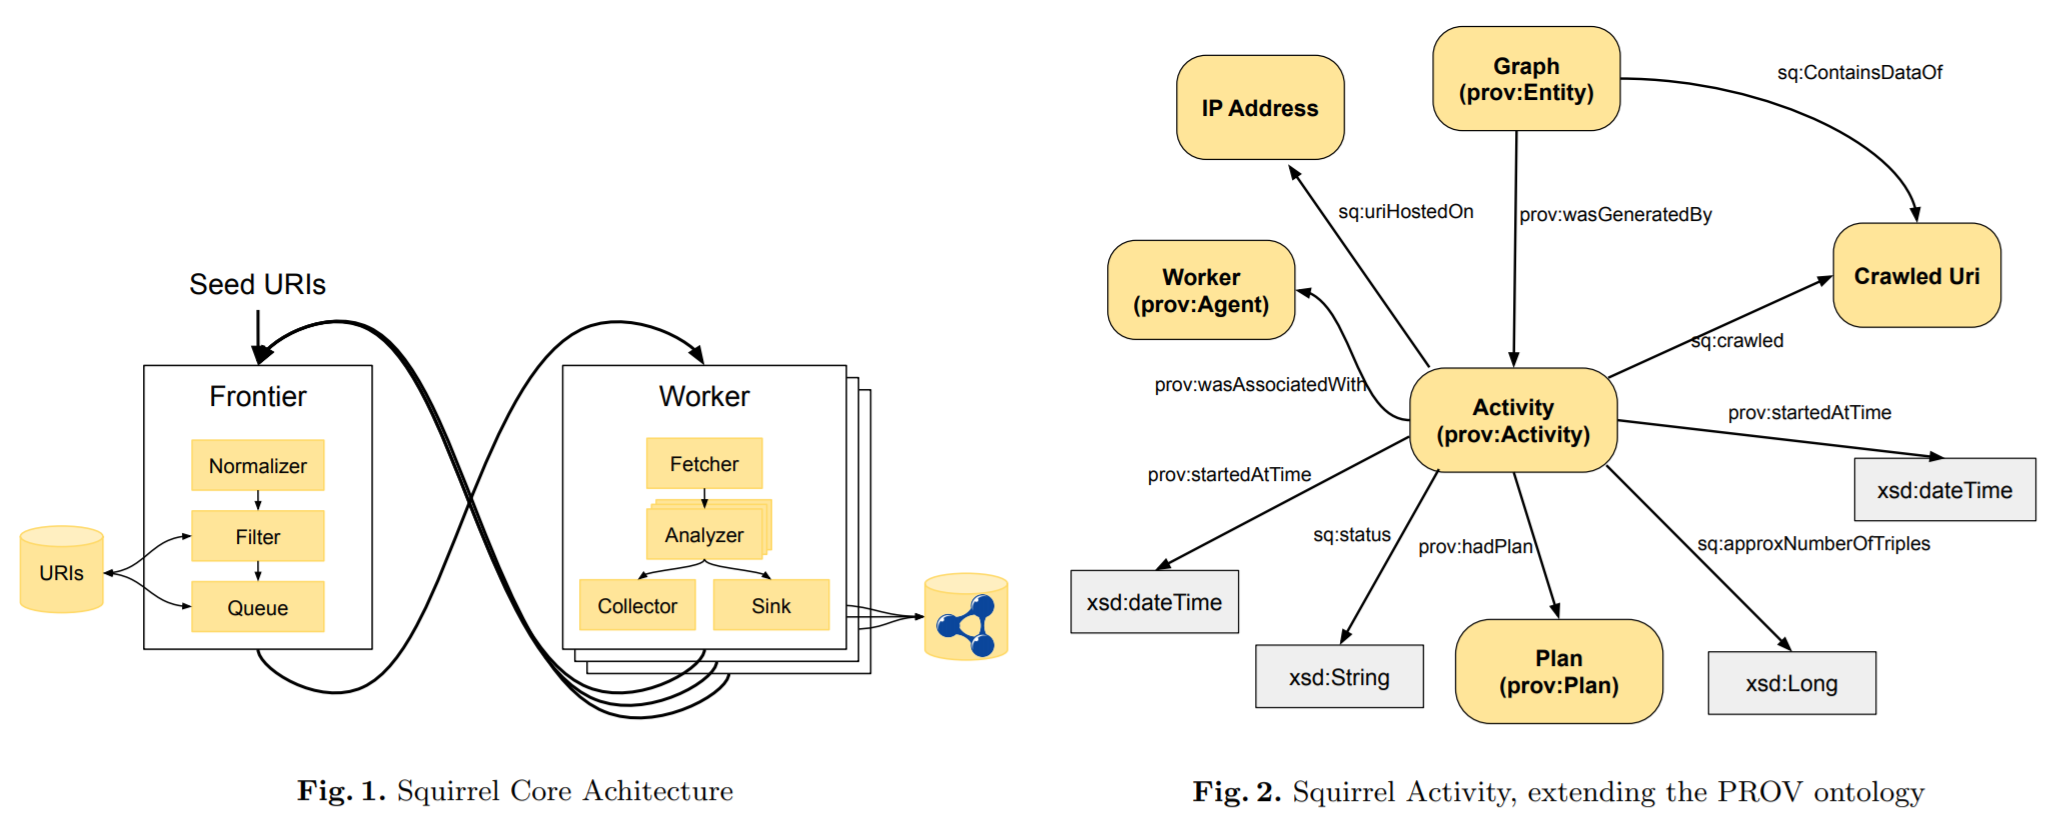 Seed URIs
Frontier
Normalizer
Filter
Queue
URIs
Worker
Fetcher
Analyzer
Collector
Sink
Fig. 1. Squirrel Core Achitecture
Graph
(prov:Entity)
sq:ContainsDataOf
IP Address
sq:uriHostedOn
prov:wasGeneratedBy
Worker
(prov:Agent)
Crawled Uri
sq:crawled
prov:wasAssociatedWith
Activity
(prov:Activity)
prov:startedAtTime
xsd:dateTime
prov:startedAtTime
xsd:dateTime
sq:status
xsd:String
prov:hadPlan
Plan
(prov:Plan)
sq:approxNumberOfTriples
xsd:Long
Fig. 2. Squirrel Activity, extending the PROV ontology